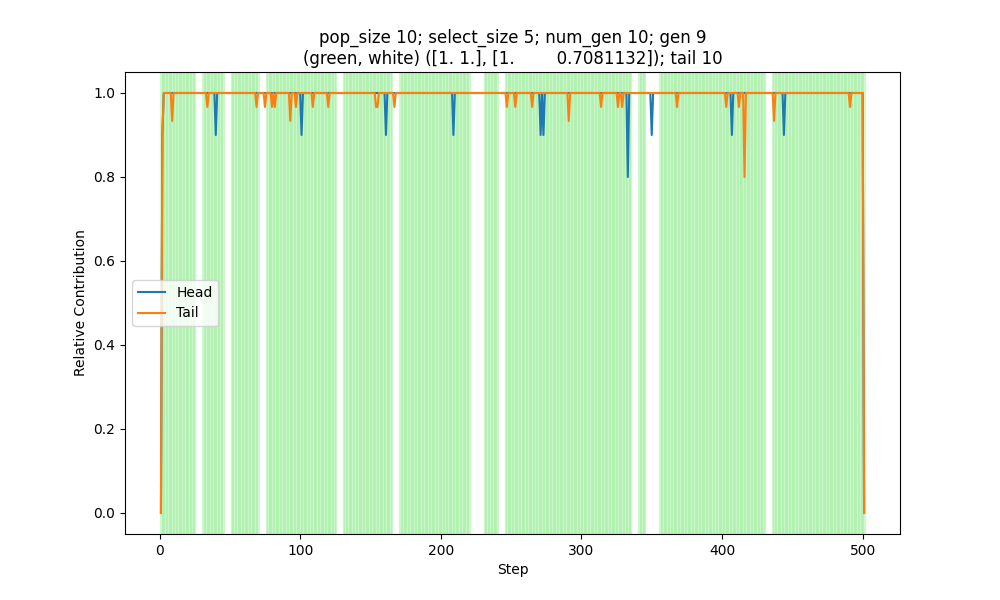 pop_size 10; select_size 5; num_gen 10; gen 9
(green, white) ([1. 1.], [1.        0.7081132]); tail 10
1.0
0.8
0.6
0.4
0.2
0.0
Relative Contribution
Head
Tail
0 100 200 300 400 500
Step